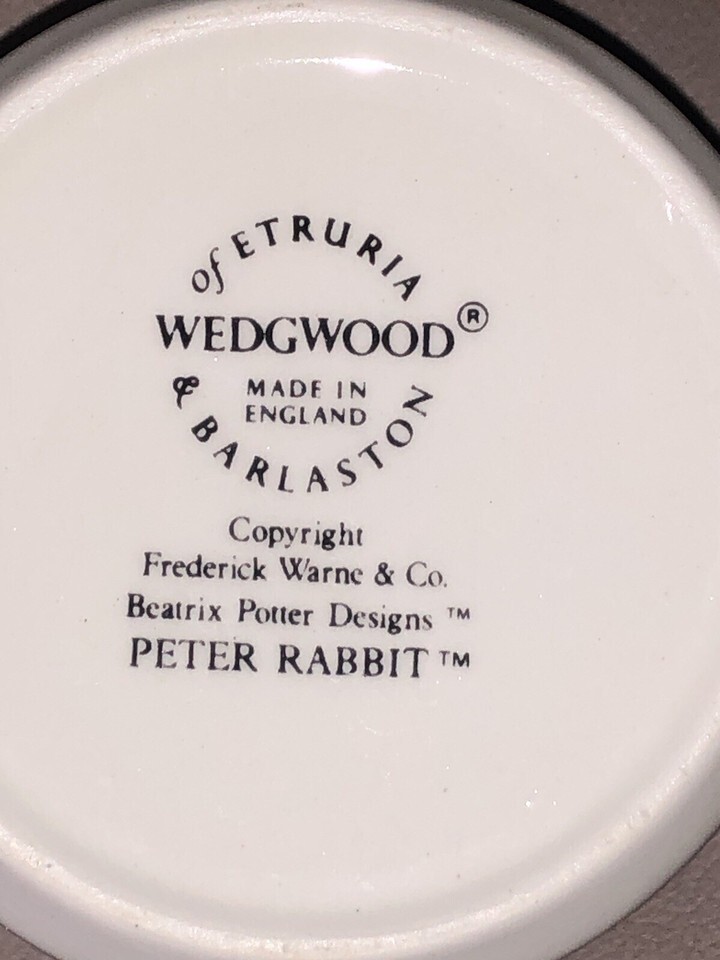 of ETRURIA
WEDGWOOD®
MADE IN
ENGLAND
& BARLASTON
Copyright
Frederick Warne & Co.
Beatrix Potter Designs ™
PETER RABBIT ™